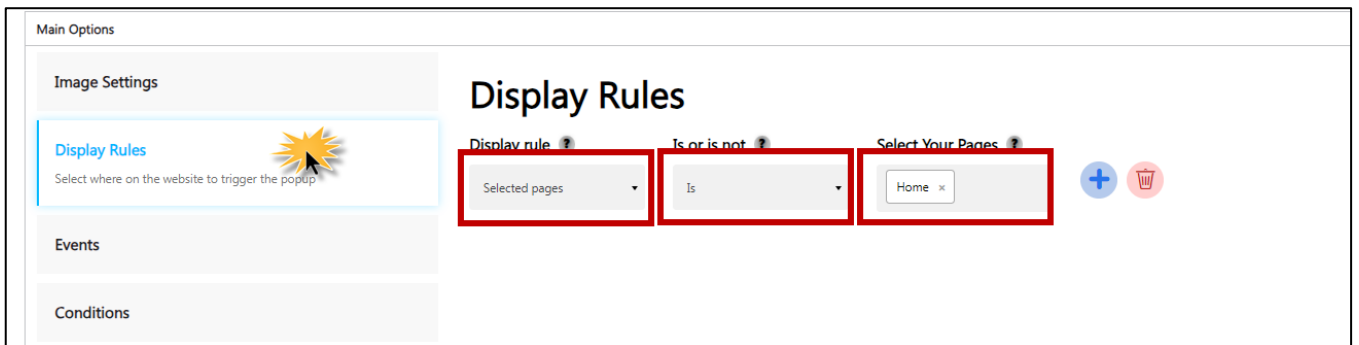 Main Options
Image Settings
Display Rules
Select where on the website to trigger the popup
Events
Conditions
Display Rules
Display rule ? Is or is not ? Select Your Pages ?
Selected pages Is Home ×